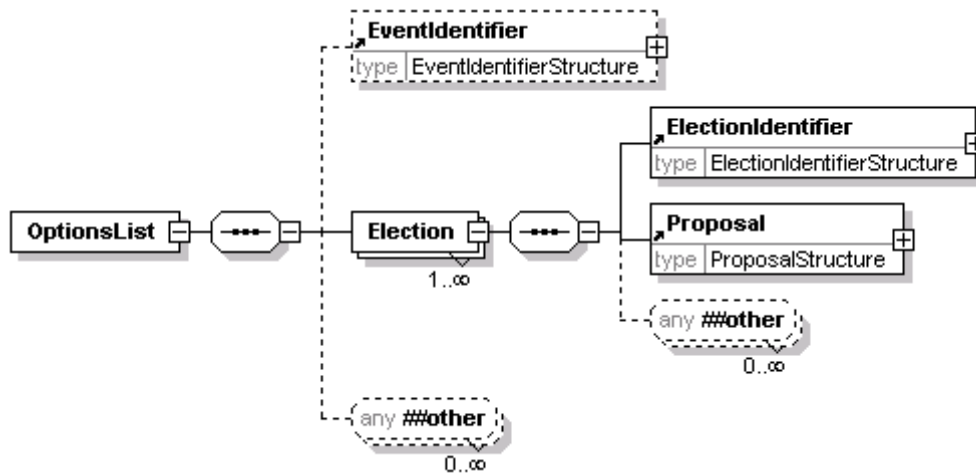 EventIdentifier
type EventIdentifierStructure
ElectionIdentifier
type ElectionIdentifierStructure
OptionsList
Election
1..∞
Proposal
type ProposalStructure
any ##other
0..∞
any ##other
0..∞